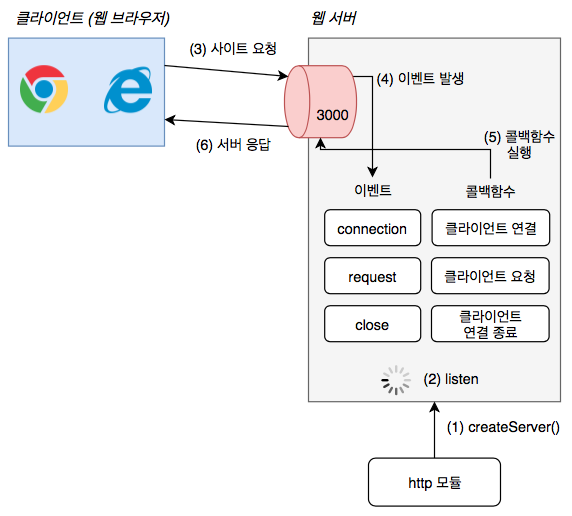 클라이언트 (웹 브라우저)
웹 서버
(3) 사이트 요청
(4) 이벤트 발생
3000
(6) 서버 응답
(5) 콜백함수
실행
이벤트
콜백함수
connection
클라이언트 연결
request
클라이언트 요청
close
클라이언트
연결 종료
(2) listen
(1) createServer()
http 모듈